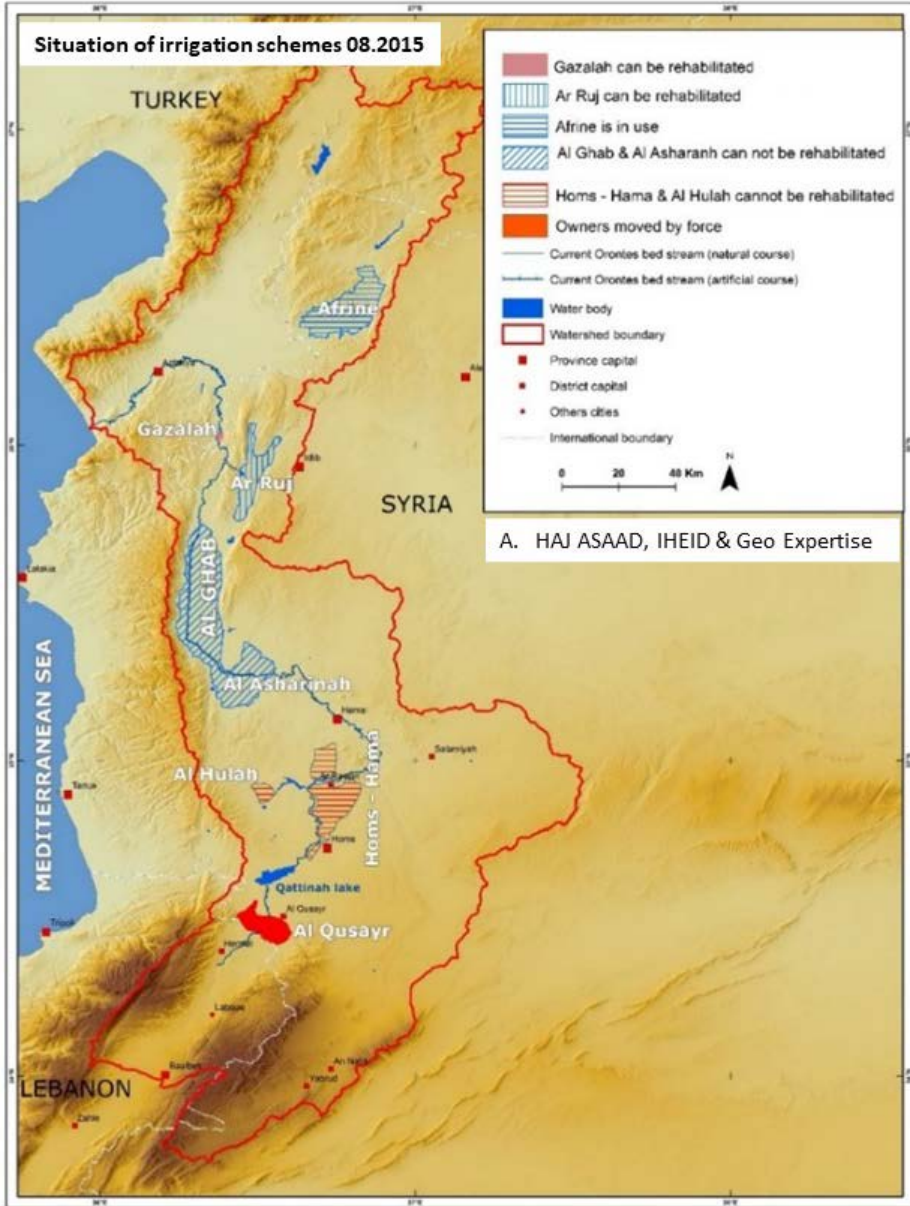 Situation of irrigation schemes 08.2015
TURKEY
Gazalah can be rehabilitated
Ar Ruj can be rehabilitated
Afrine is in use
Al Ghab & Al Asharanh can not be rehabilitated
Homs - Hama & Al Hulah cannot be rehabilitated
Owners moved by force
Current Orontes bed stream (natural course)
Current Orontes bed stream (artificial course)
Water body
Watershed boundary
Province capital
District capital
Others cities
International boundary
N
0 20 40 Km
A. HAJ ASAAD, IHEID & Geo Expertise
Afrine
Gazalah
Idlib
Ar Ruj
SYRIA
Latakia
AL GHAB
MEDITERRANEAN SEA
Al Asharinah
Hama
Salamiyah
Al Hulah
Homs - Hama
Tartus
Homs
Qattinah lake
Al Qusayr
Al Qusayr
Tripoli
Hermel
Labwe
An Nabk
Yabrud
Baalbek
LEBANON
Zahle
36°E
37°E